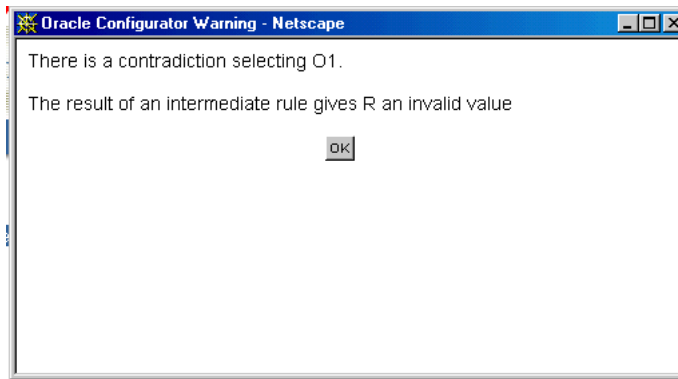 Oracle Configurator Warning - Netscape
There is a contradiction selecting O1.
The result of an intermediate rule gives R an invalid value
OK